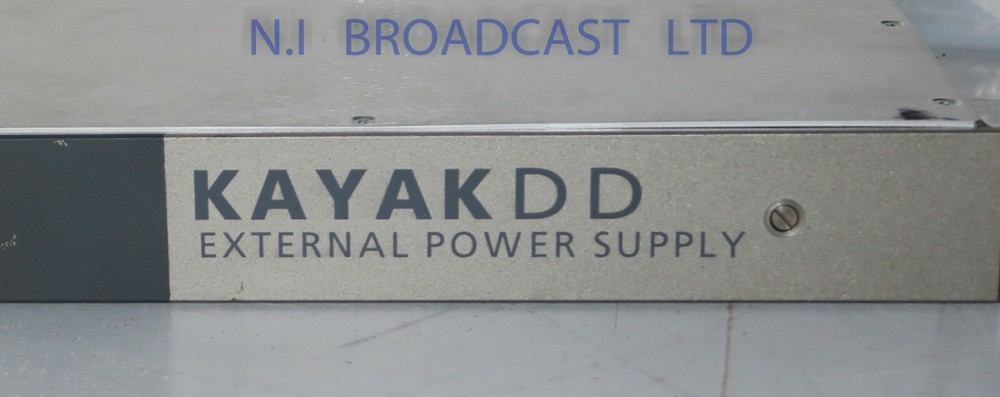 N.I BROADCAST LTD
KAYAKDD
EXTERNAL POWER SUPPLY